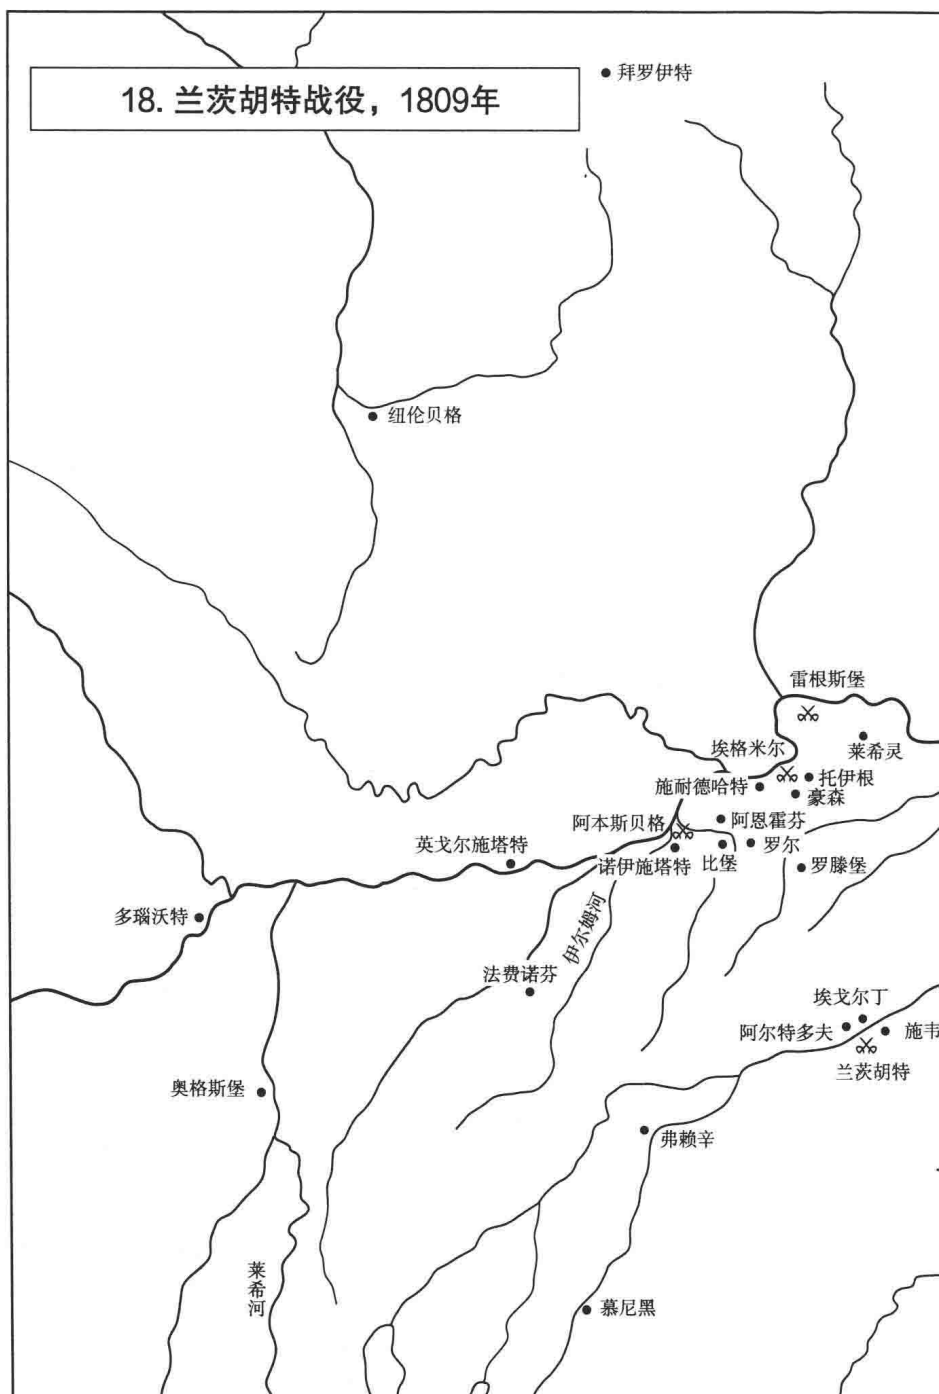 18. 兰茨胡特战役，1809年
拜罗伊特
纽伦贝格
雷根斯堡
埃格米尔
莱希灵
施耐德哈特
托伊根
豪森
阿本斯贝格
阿恩霍芬
英戈尔施塔特
诺伊施塔特
比堡
罗尔
罗滕堡
多瑙沃特
伊尔姆河
法费诺芬
埃戈尔丁
阿尔特多夫
施韦
兰茨胡特
奥格斯堡
弗赖辛
莱希河
慕尼黑